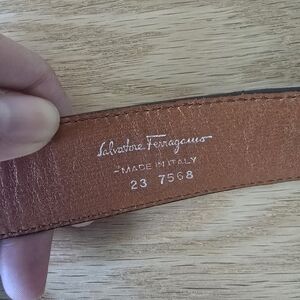 Salvatore Ferragamo
-MADE IN ITALY
23 7568